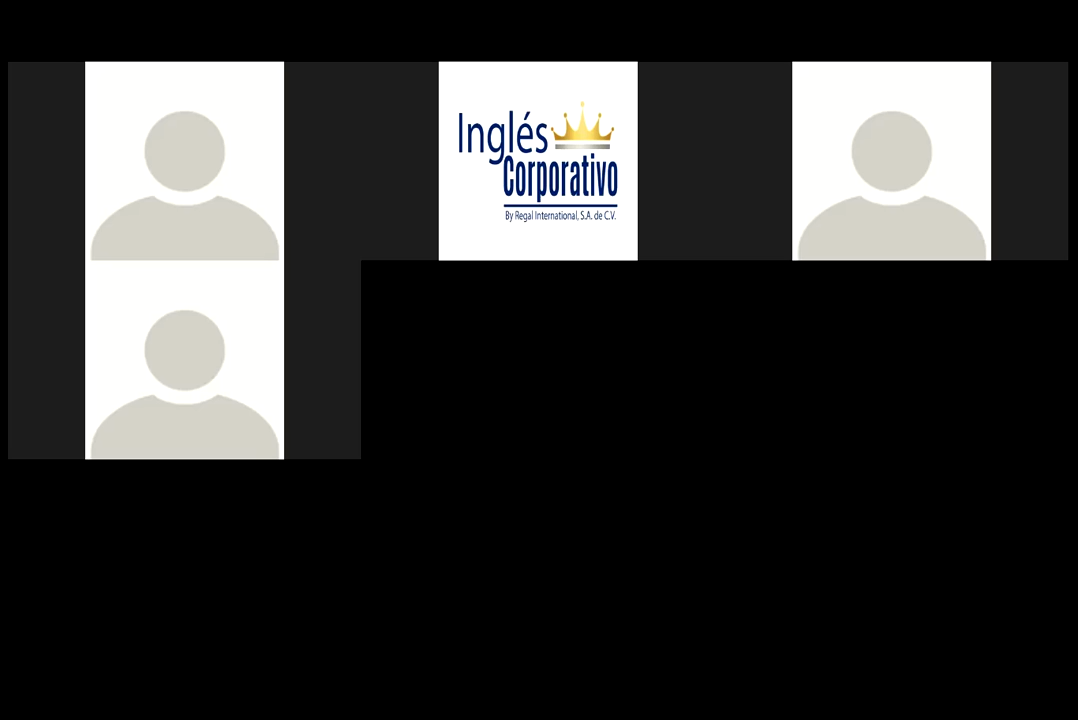 Inglés
Corporativo
By Regal International, S.A. de C.V.